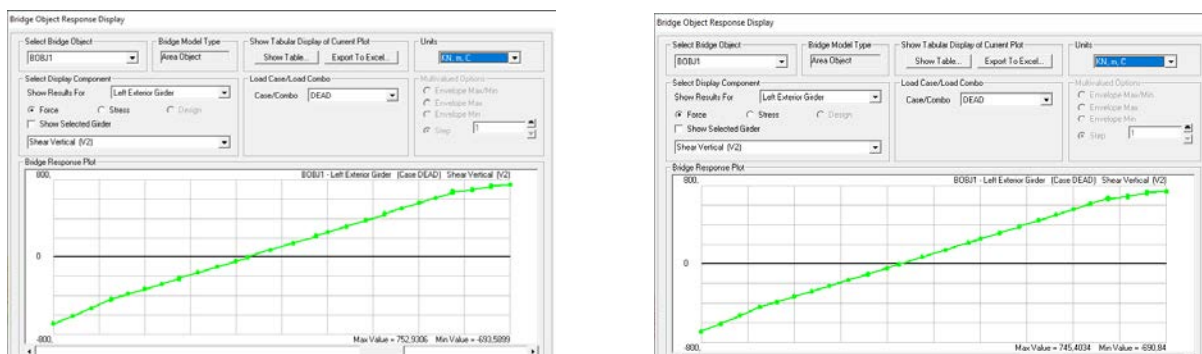 Bridge Object Response Display
Select Bridge Object
BOBJ1
Bridge Model Type
Area Object
Show Tabular Display of Current Plot
Show Table...
Export To Excel...
Units
KN, m, C
Select Display Component
Show Results For
Left Exterior Girder
Force
Stress
Design
Show Selected Girder
Shear Vertical (V2)
Load Case/Load Combo
Case/Combo
DEAD
Multivalued Options
Envelope Max/Min
Envelope Max
Envelope Min
Step
1
Bridge Response Plot
800,
BOBJ1 - Left Exterior Girder (Case DEAD) Shear Vertical (V2)
0
-800,
Max Value = 752,9306 Min Value = -693,5899
Bridge Object Response Display
Select Bridge Object
BOBJ1
Bridge Model Type
Area Object
Show Tabular Display of Current Plot
Show Table...
Export To Excel...
Units
KN, m, C
Select Display Component
Show Results For
Left Exterior Girder
Force
Stress
Design
Show Selected Girder
Shear Vertical (V2)
Load Case/Load Combo
Case/Combo
DEAD
Multivalued Options
Envelope Max/Min
Envelope Max
Envelope Min
Step
1
Bridge Response Plot
800,
BOBJ1 - Left Exterior Girder (Case DEAD) Shear Vertical (V2)
0
-800,
Max Value = 745,4034 Min Value = -690,84